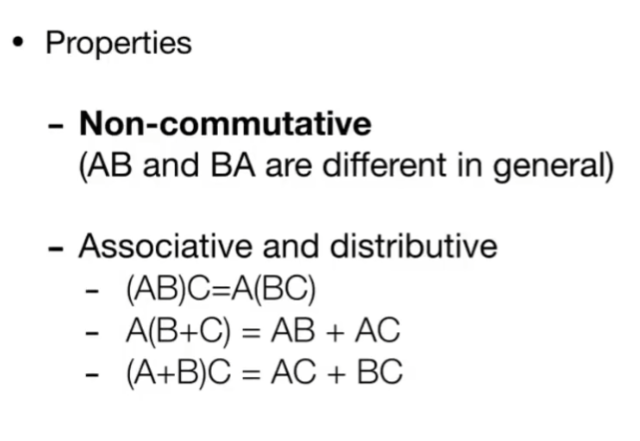 • Properties
– Non-commutative
(AB and BA are different in general)
– Associative and distributive
- (AB)C=A(BC)
- A(B+C) = AB + AC
- (A+B)C = AC + BC